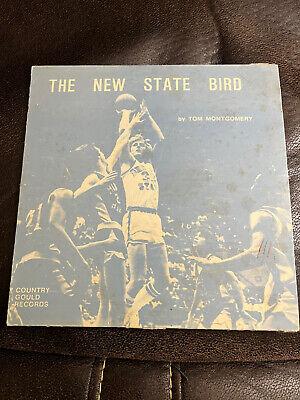 THE NEW STATE BIRD
by TOM MONTGOMERY
COUNTRY
GOULD
RECORDS